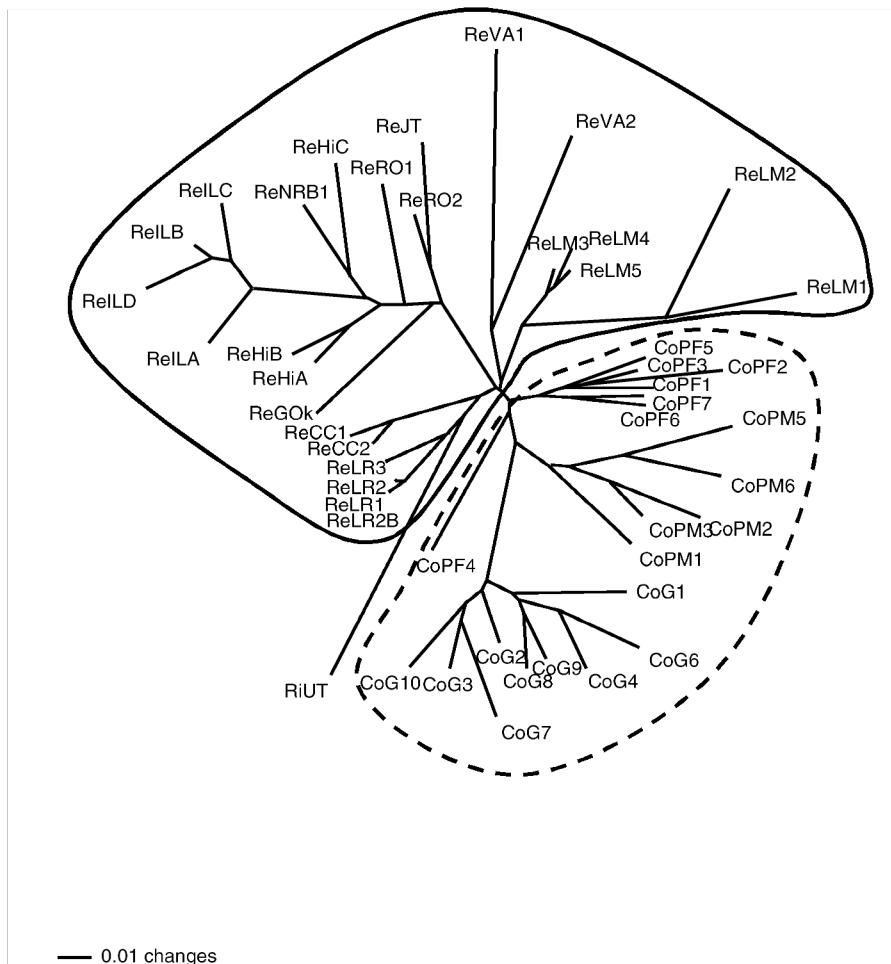 ReVA1
ReVA2
ReJT
ReHiC
ReRO1
ReLM2
ReILC
ReNRB1
ReRO2
ReILB
ReLM3
ReLM4
ReLM5
ReILD
ReLM1
ReILA
ReHiB
ReHiA
CoPF5
CoPF3
CoPF2
CoPF1
CoPF7
CoPF6
ReGOk
CoPM5
ReCC1
ReCC2
ReLR3
ReLR2
ReLR1
ReLR2B
CoPM6
CoPM3
CoPM2
CoPM1
CoPF4
CoG1
CoG2
CoG9
CoG6
RiUT
CoG10
CoG3
CoG8
CoG4
CoG7
0.01 changes